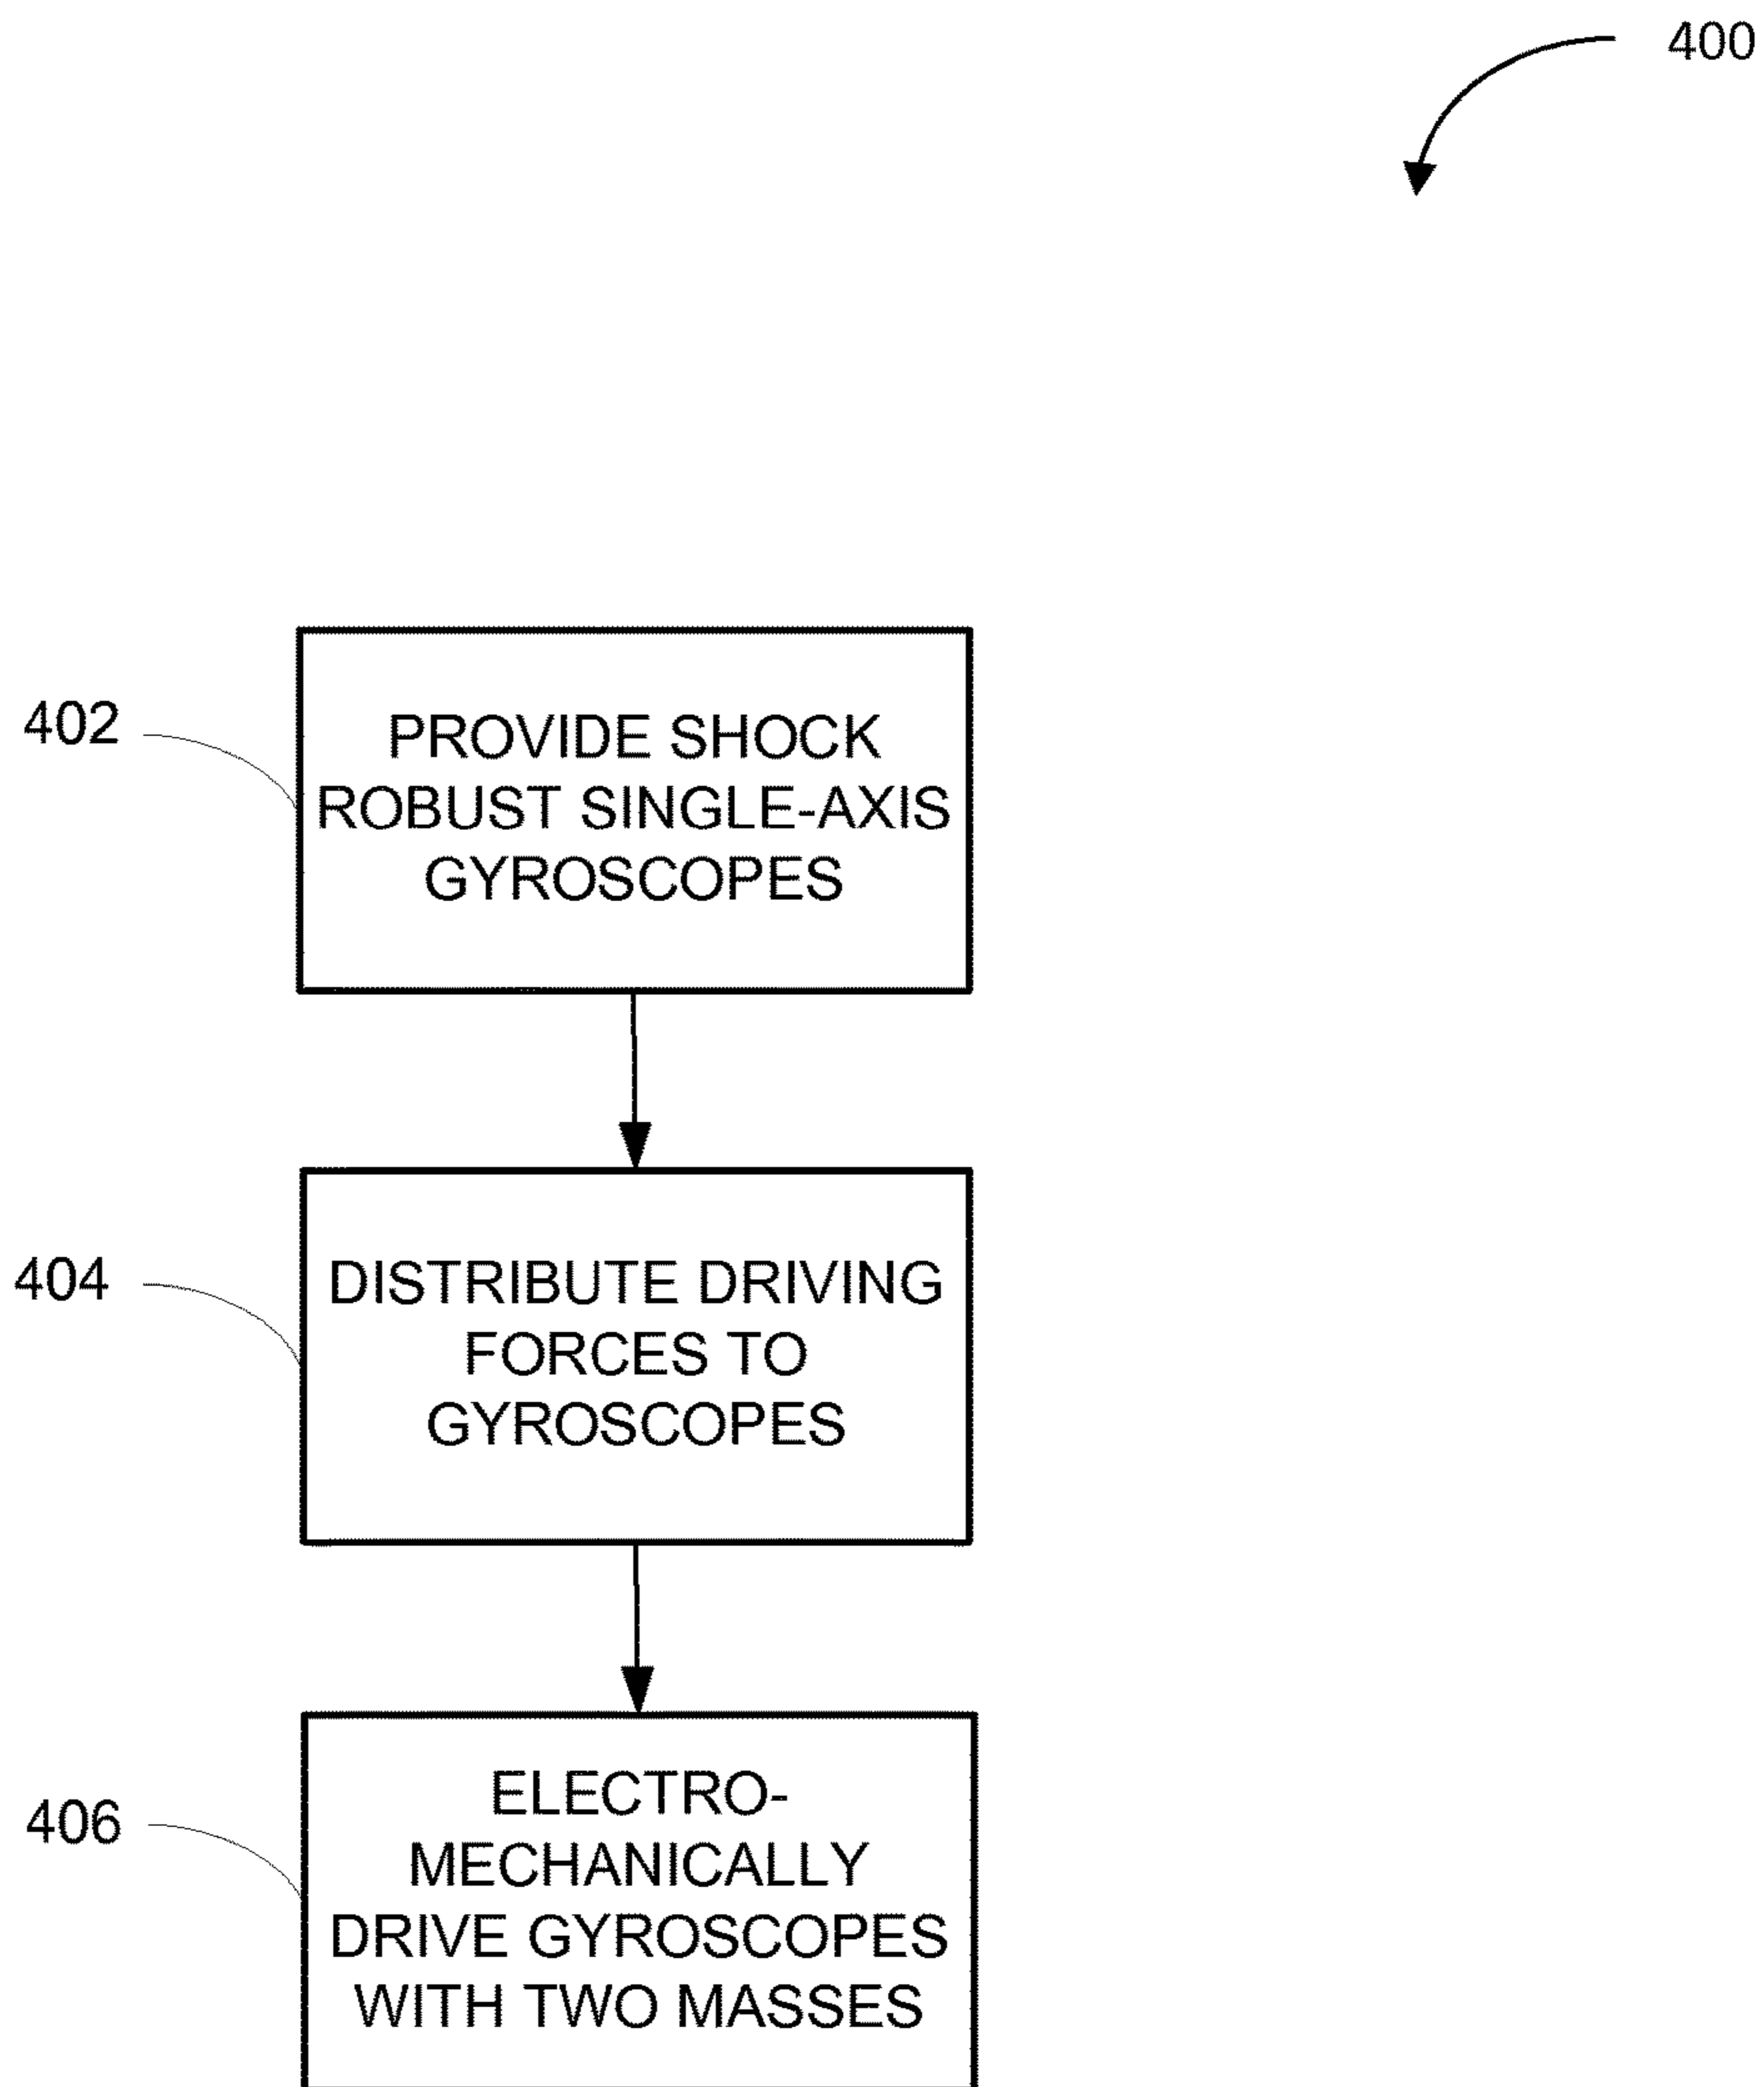 400
402
PROVIDE SHOCK
ROBUST SINGLE-AXIS
GYROSCOPES
404
DISTRIBUTE DRIVING
FORCES TO
GYROSCOPES
406
ELECTRO-
MECHANICALLY
DRIVE GYROSCOPES
WITH TWO MASSES